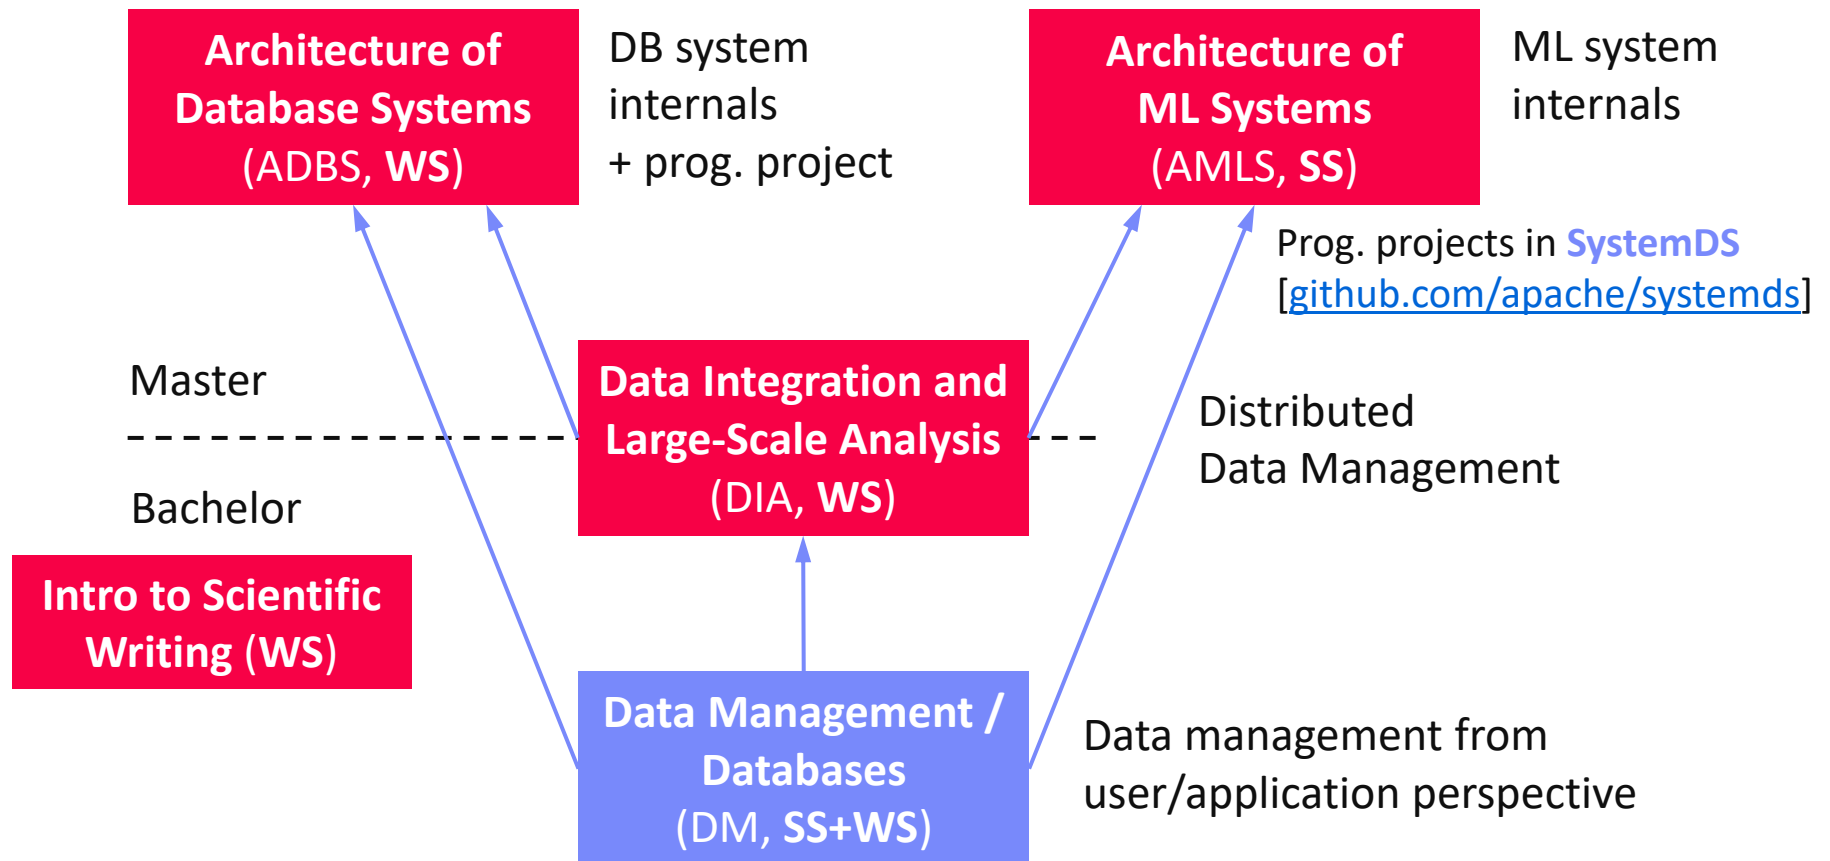 Architecture of
Database Systems
(ADBS, WS)
DB system
internals
+ prog. project
Architecture of
ML Systems
(AMLS, SS)
ML system
internals
Prog. projects in SystemDS
[github.com/apache/systemds]
Master
Data Integration and
Large-Scale Analysis
(DIA, WS)
Distributed
Data Management
Bachelor
Intro to Scientific
Writing (WS)
Data Management /
Databases
(DM, SS+WS)
Data management from
user/application perspective